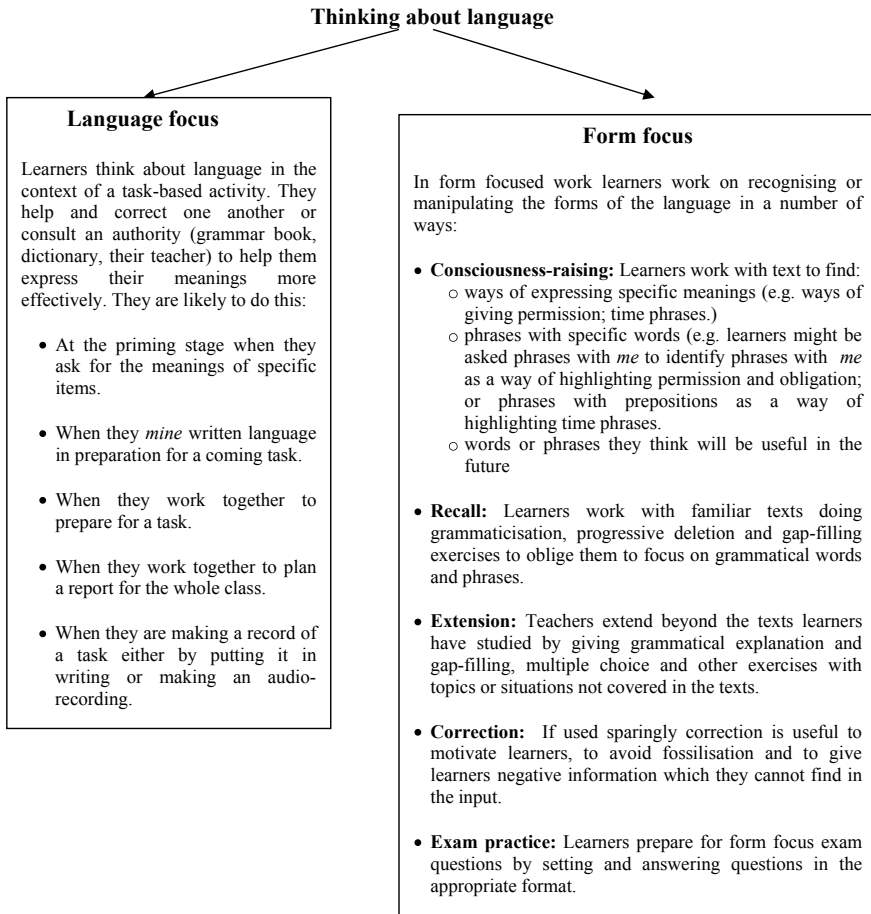 Thinking about language
Language focus
Learners think about language in the
context of a task-based activity. They
help and correct one another or
consult an authority (grammar book,
dictionary, their teacher) to help them
express their meanings more
effectively. They are likely to do this:
• At the priming stage when they
ask for the meanings of specific
items.
• When they mine written language
in preparation for a coming task.
• When they work together to
prepare for a task.
• When they work together to plan
a report for the whole class.
• When they are making a record of
a task either by putting it in
writing or making an audio-
recording.
Form focus
In form focused work learners work on recognising or
manipulating the forms of the language in a number of
ways:
• Consciousness-raising: Learners work with text to find:
o ways of expressing specific meanings (e.g. ways of
giving permission; time phrases.)
o phrases with specific words (e.g. learners might be
asked phrases with me to identify phrases with me
as a way of highlighting permission and obligation;
or phrases with prepositions as a way of
highlighting time phrases.
o words or phrases they think will be useful in the
future
• Recall: Learners work with familiar texts doing
grammaticisation, progressive deletion and gap-filling
exercises to oblige them to focus on grammatical words
and phrases.
• Extension: Teachers extend beyond the texts learners
have studied by giving grammatical explanation and
gap-filling, multiple choice and other exercises with
topics or situations not covered in the texts.
• Correction: If used sparingly correction is useful to
motivate learners, to avoid fossilisation and to give
learners negative information which they cannot find in
the input.
• Exam practice: Learners prepare for form focus exam
questions by setting and answering questions in the
appropriate format.